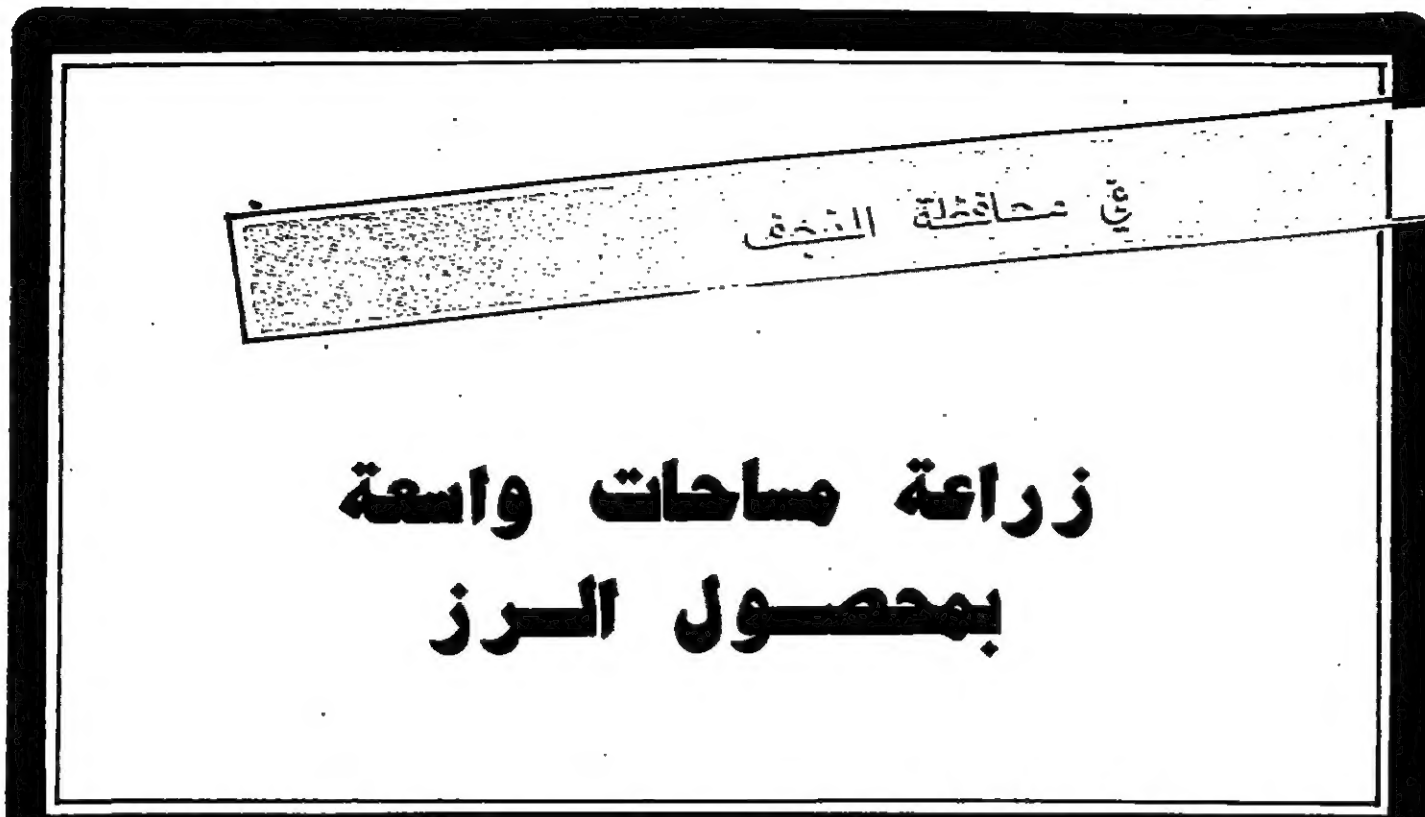 في محافظة النجف
زراعة مساحات واسعة
بمحصول الرز